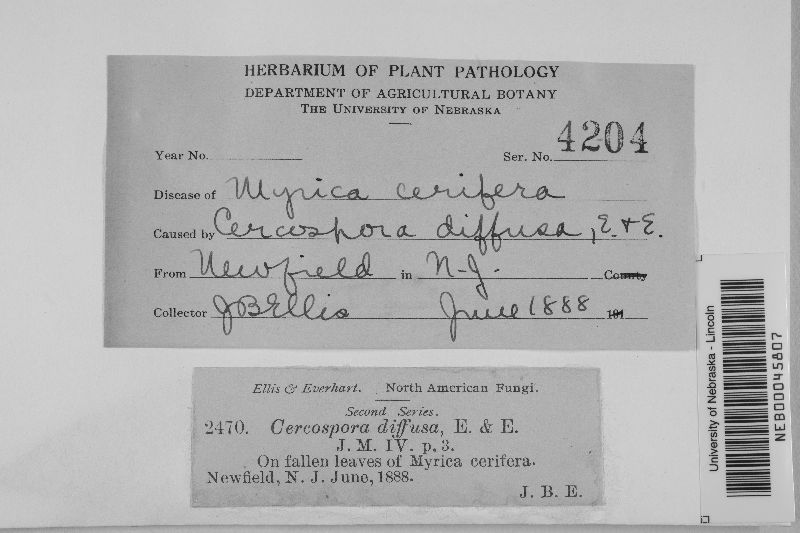 HERBARIUM OF PLANT PATHOLOGY
DEPARTMENT OF AGRICULTURAL BOTANY
THE UNIVERSITY OF NEBRASKA
Year No. Ser. No. 4204
Disease of Myrica cerifera
Caused by Cercospora diffusa, E. & E.
From Newfield in N. J. County
Collector J B Ellis June 1888 191
Ellis & Everhart. North American Fungi.
Second Series.
2470. Cercospora diffusa, E. & E.
J. M. IV. p. 3.
On fallen leaves of Myrica cerifera.
Newfield, N. J. June, 1888.
J. B. E.
University of Nebraska - Lincoln
NEB00045807